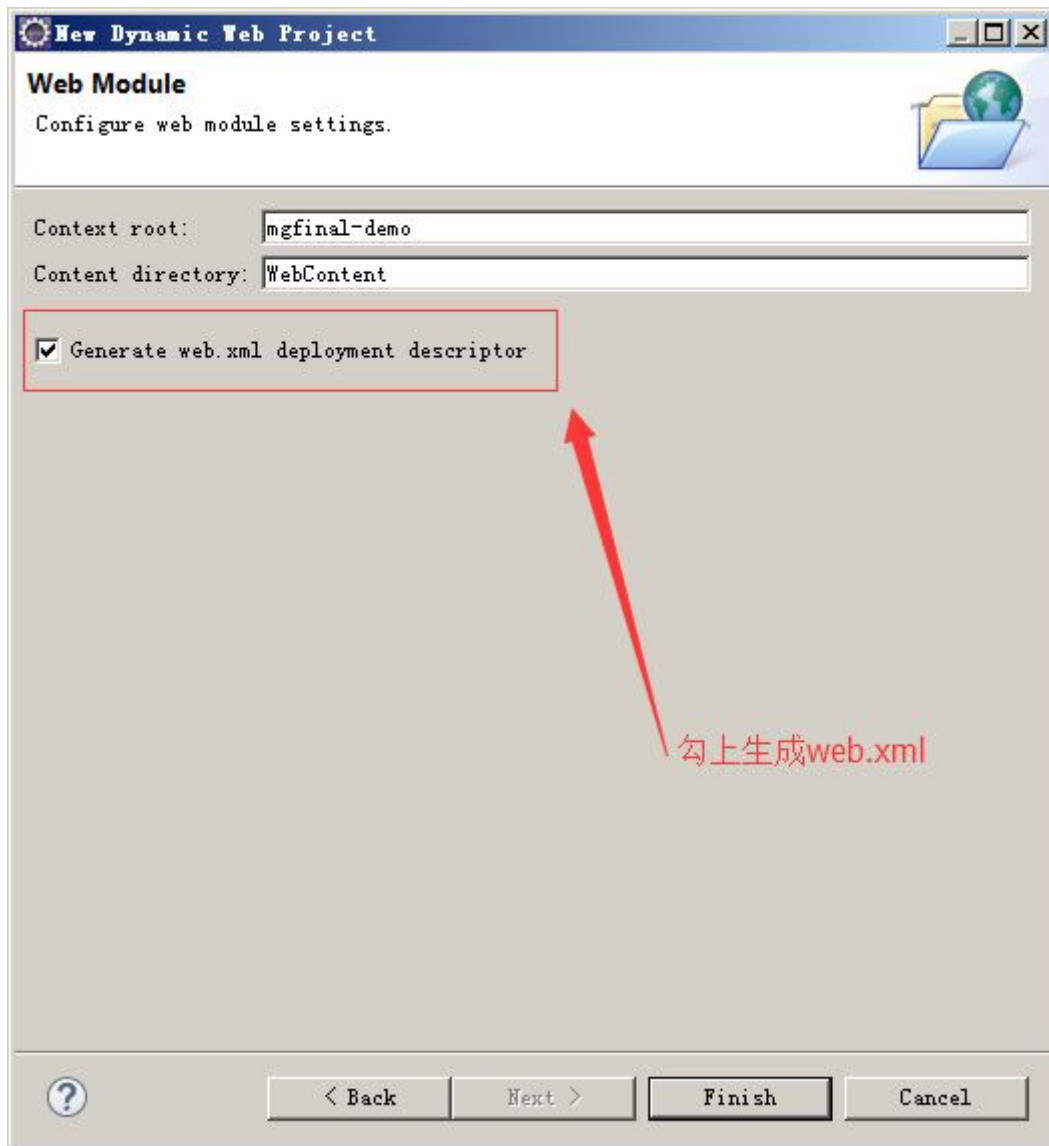 New Dynamic Web Project
Web Module
Configure web module settings.
Context root: mgfinal-demo
Content directory: WebContent
Generate web.xml deployment descriptor
勾上生成web.xml
? < Back Next > Finish Cancel